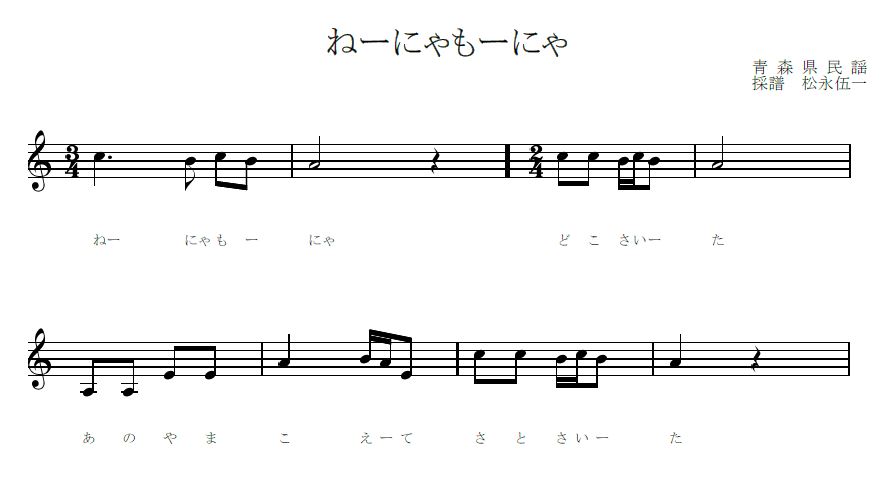 ねーにゃもーにゃ
青森県民謡
採譜　松永伍一
3
4
2
4
ねー にゃも ー にゃ ど こ さいー た
あ の や ま こ えーて さ と さいー た